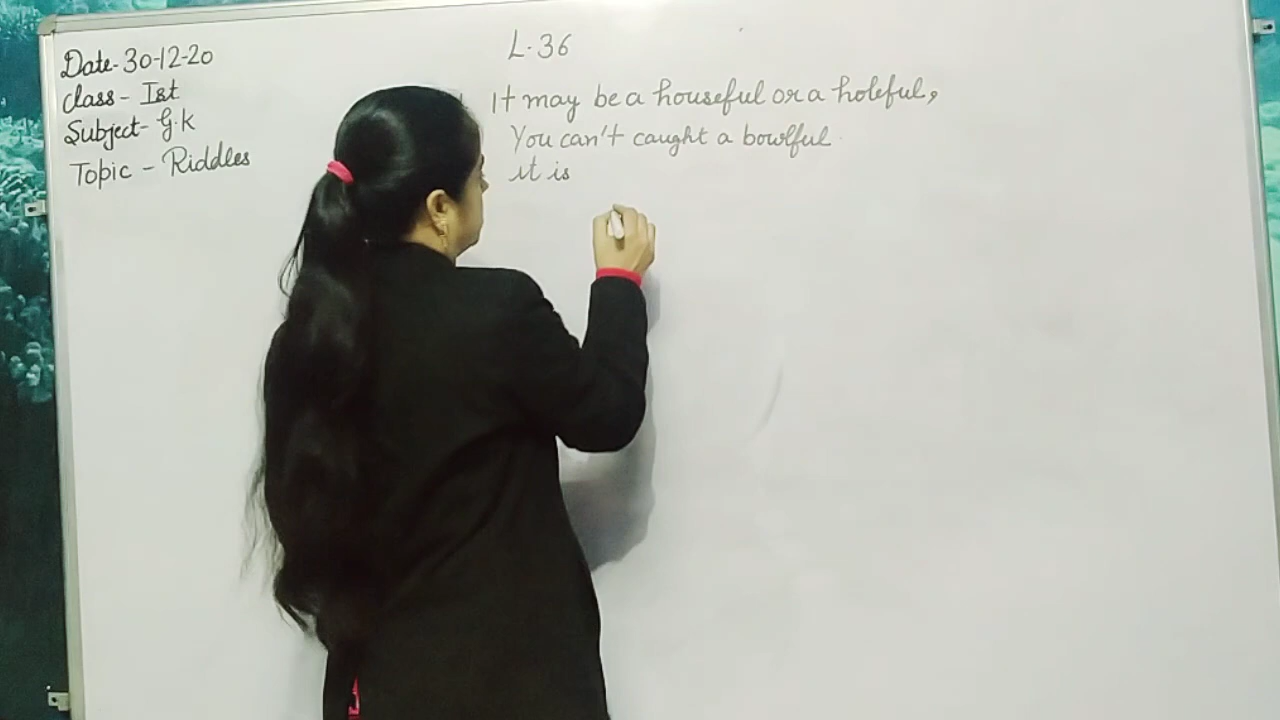 Date-30-12-20
Class-Ist
Subject-G.K
Topic-Riddles
L.36
It may be a houseful or a holeful,
You can't caught a bowlful.
it is